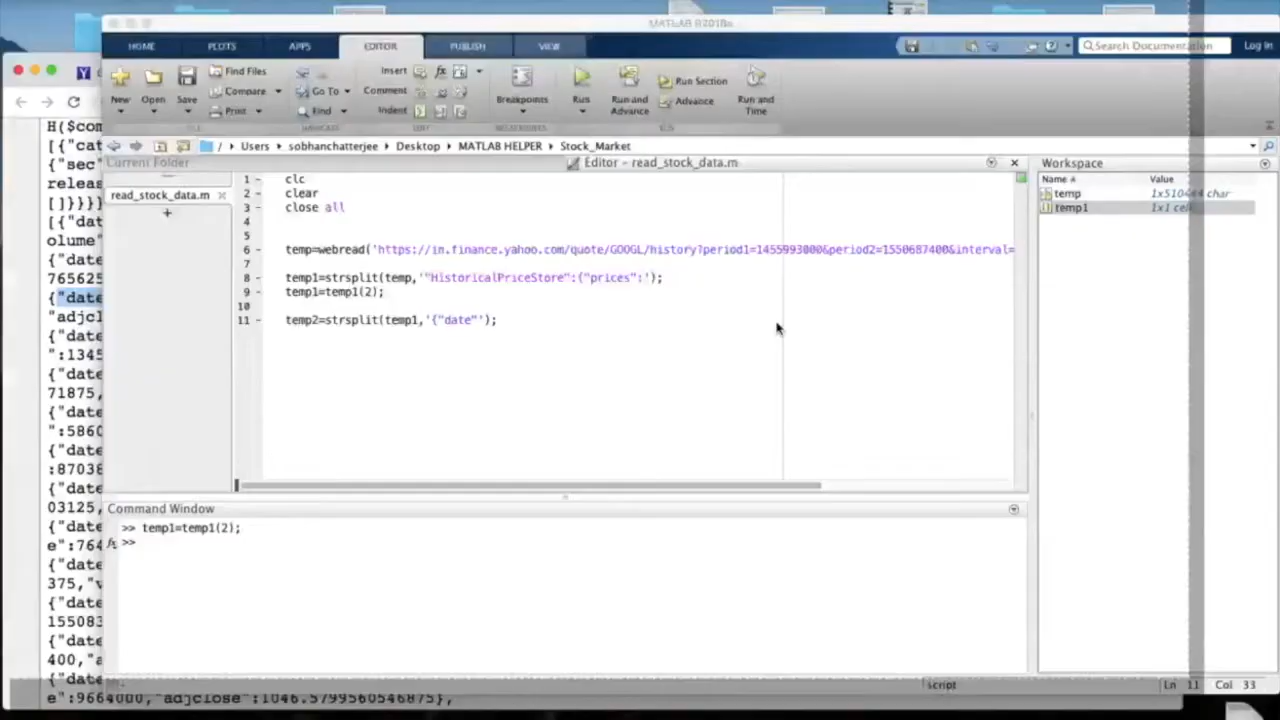 MATLAB R2018a
HOME PLOTS APPS EDITOR PUBLISH VIEW
Search Documentation Log In
New Open Save Find Files Compare Print Go To Find Insert Comment Indent Breakpoints Run Run and Advance Run Section Advance Run and Time
/ Users sobhanchatterjee Desktop MATLAB HELPER Stock_Market
Current Folder
Editor - read_stock_data.m
Workspace
read_stock_data.m
Name Value
temp
temp1 1x1 cell
1 clc
2 clear
3 close all
4
5
6 temp=webread('https://in.finance.yahoo.com/quote/GOOGL/history?period1=1455993000&period2=1550687400&interval=
7
8 temp1=strsplit(temp,'"HistoricalPriceStore":{"prices":');
9 temp1=temp1(2);
10
11 temp2=strsplit(temp1,'{"date"');
Command Window
>> temp1=temp1(2);
fx >>
script Ln 11 Col 33
H($com
[{"cat
{"sec"
releas
[]}}}
[{"dat
olume"
{"date
765625
{"date
"adjcl
{"date
":1345
{"date
71875,
{"date
":5860
{"date
:87038
{"date
03125,
{"date
e":764
{"date
375,"v
{"date
155083
{"date
400,"a
{"date
e":9664000,"adjclose":1046.5799560546875},